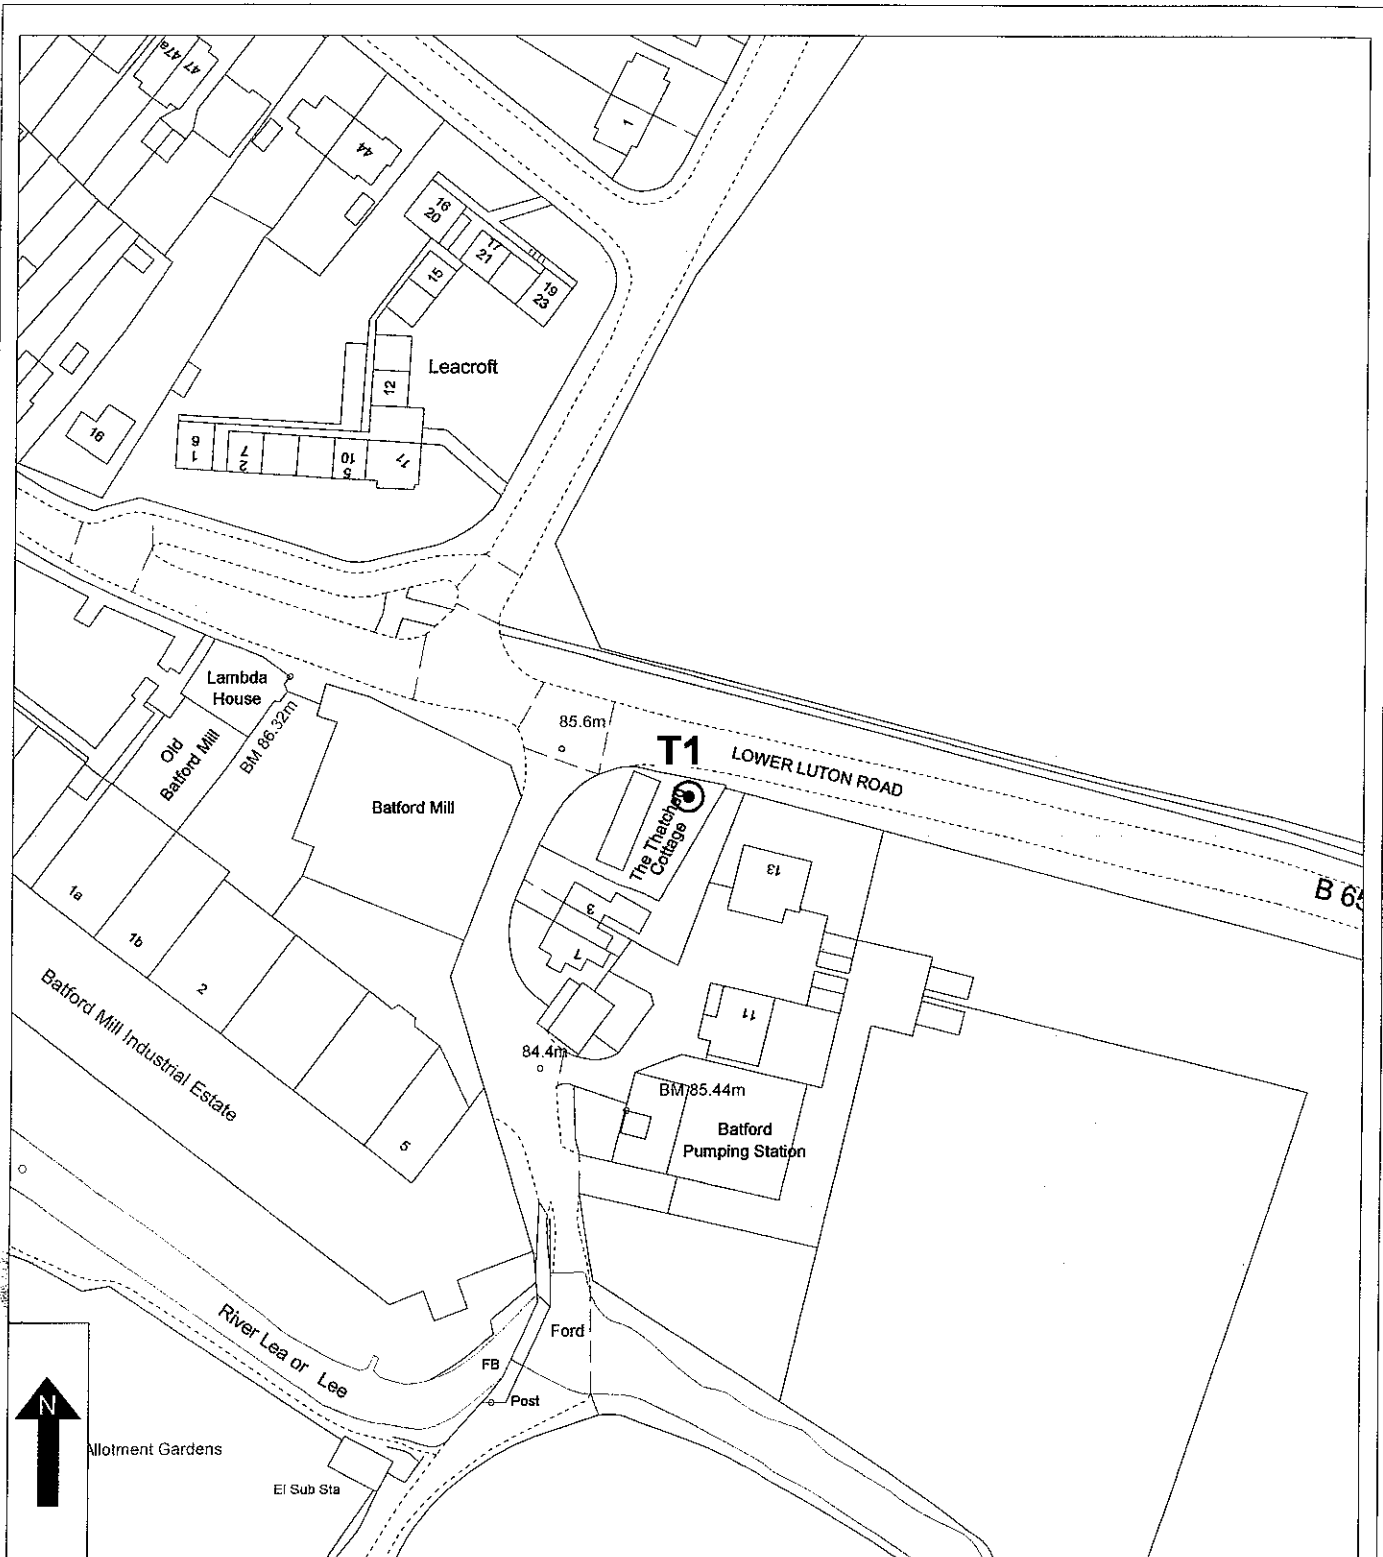 47a
47
44
1
16
20
17
21
19
23
15
12
Leacroft
16
6
1
7
2
10
5
11
Lambda
House
Old
Batford Mill
BM 86.32m
Batford Mill
85.6m
T1
LOWER LUTON ROAD
The Thatched
Cottage
B 65
13
3
1
11
1a
1b
2
5
Batford Mill Industrial Estate
84.4m
BM 85.44m
Batford
Pumping Station
River Lea or Lee
Ford
FB
Post
N
Allotment Gardens
El Sub Sta